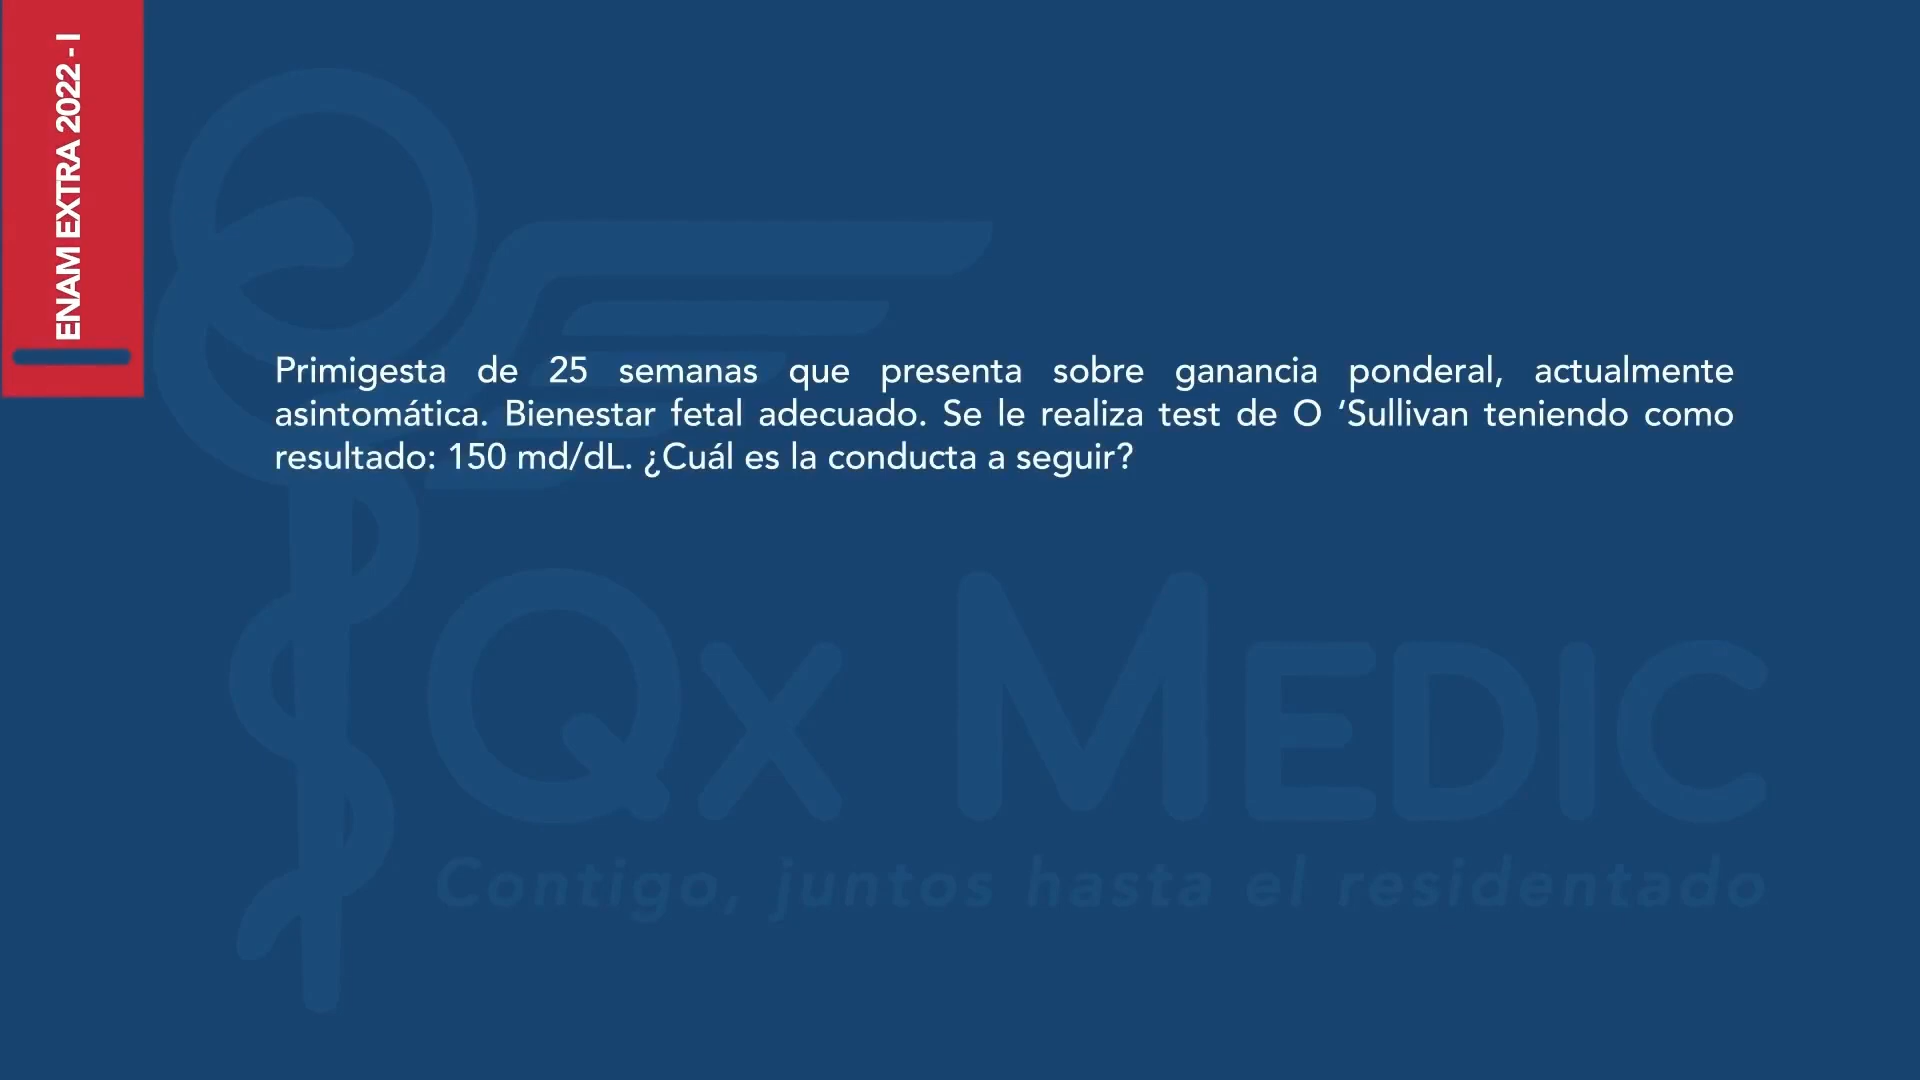 ENAM EXTRA 2022 - I
Primigesta de 25 semanas que presenta sobre ganancia ponderal, actualmente
asintomática. Bienestar fetal adecuado. Se le realiza test de O ‘Sullivan teniendo como
resultado: 150 md/dL. ¿Cuál es la conducta a seguir?
QX MEDIC
Contigo, juntos hasta el residentado